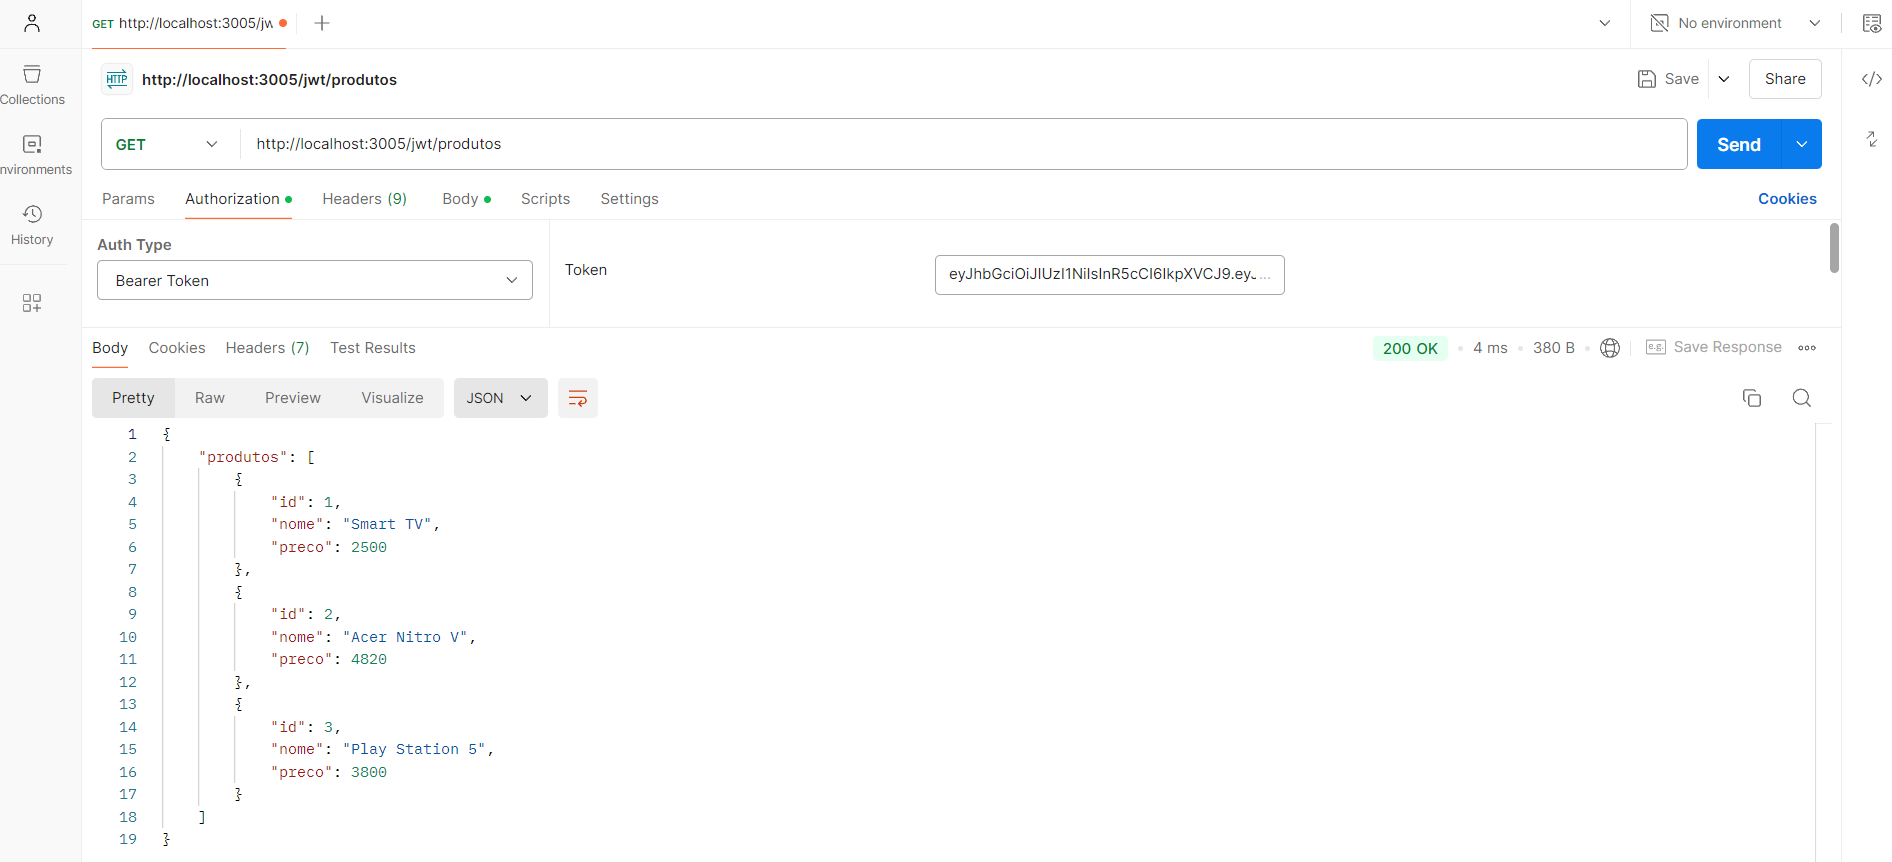 GET http://localhost:3005/jw
No environment
HTTP http://localhost:3005/jwt/produtos
Save
Share
Collections
GET
http://localhost:3005/jwt/produtos
Send
nvironments
Params
Authorization
Headers (9)
Body
Scripts
Settings
Cookies
History
Auth Type
Bearer Token
Token
eyJhbGciOiJIUzI1NiIsInR5cCI6IkpXVCJ9.eyJ...
Body
Cookies
Headers (7)
Test Results
200 OK
4 ms
380 B
e.g.
Save Response
Pretty
Raw
Preview
Visualize
JSON
1 {
2 "produtos": [
3 {
4 "id": 1,
5 "nome": "Smart TV",
6 "preco": 2500
7 },
8 {
9 "id": 2,
10 "nome": "Acer Nitro V",
11 "preco": 4820
12 },
13 {
14 "id": 3,
15 "nome": "Play Station 5",
16 "preco": 3800
17 }
18 ]
19 }